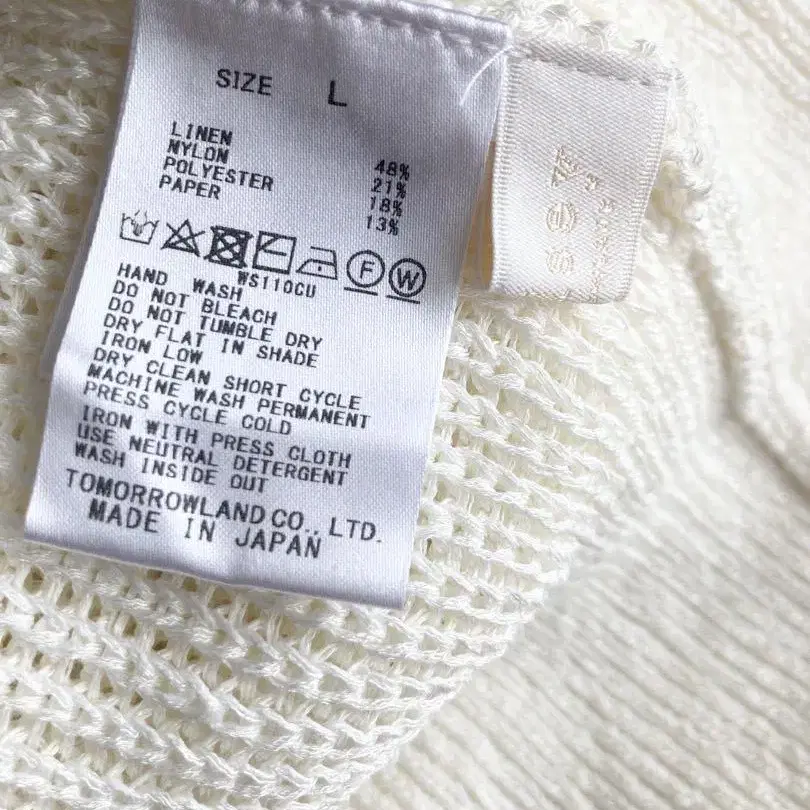 SIZE L
LINEN 48%
NYLON 21%
POLYESTER 18%
PAPER 13%
F W
WS110CU
HAND WASH
DO NOT BLEACH
DO NOT TUMBLE DRY
DRY FLAT IN SHADE
IRON LOW
DRY CLEAN SHORT CYCLE
MACHINE WASH PERMANENT
PRESS CYCLE COLD
IRON WITH PRESS CLOTH
USE NEUTRAL DETERGENT
WASH INSIDE OUT
TOMORROWLAND CO., LTD.
MADE IN JAPAN